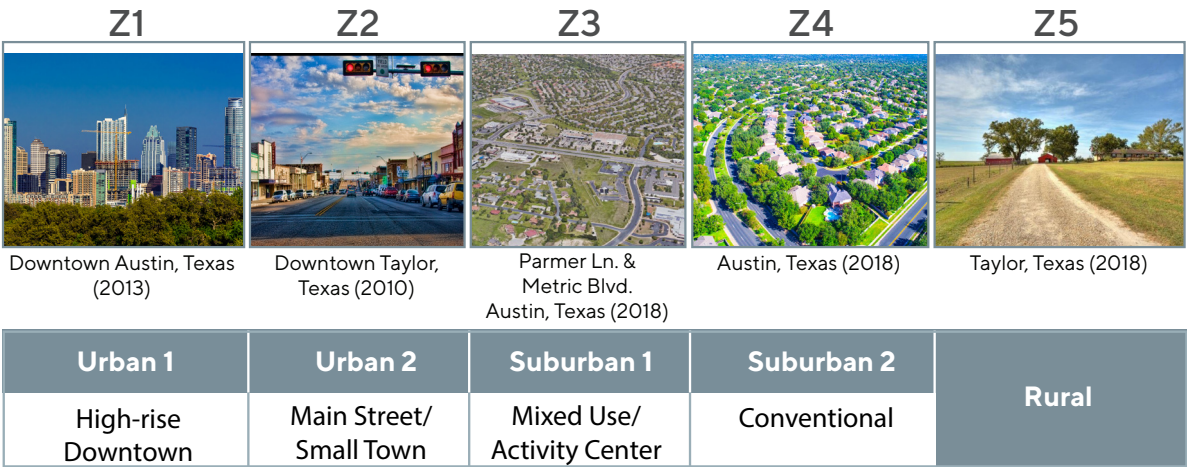 Z1
Z2
Z3
Z4
Z5
Downtown Austin, Texas
(2013)
Downtown Taylor,
Texas (2010)
Parmer Ln. &
Metric Blvd.
Austin, Texas (2018)
Austin, Texas (2018)
Taylor, Texas (2018)
Urban 1
Urban 2
Suburban 1
Suburban 2
Rural
High-rise
Downtown
Main Street/
Small Town
Mixed Use/
Activity Center
Conventional